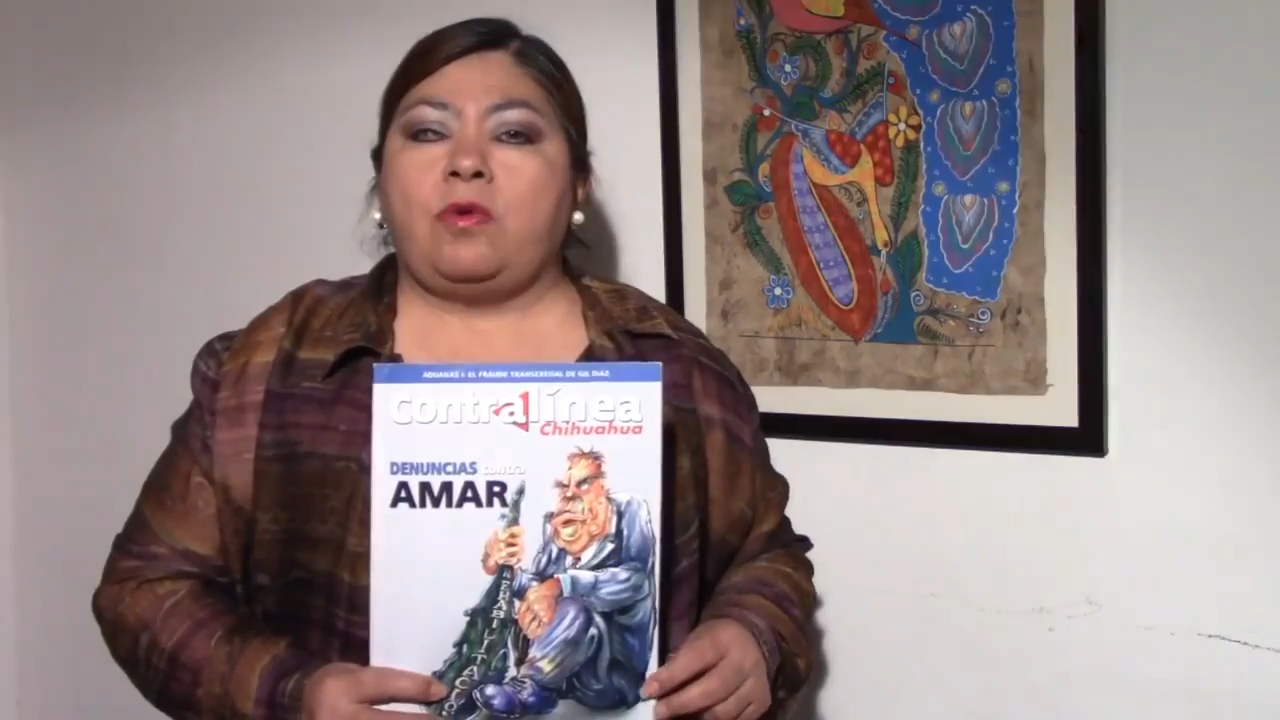 ADUANAS I: EL FRAUDE TRANSEXENAL DE GIL DÍAZ
Contralínea
Chihuahua
DENUNCIAS contra
AMAR